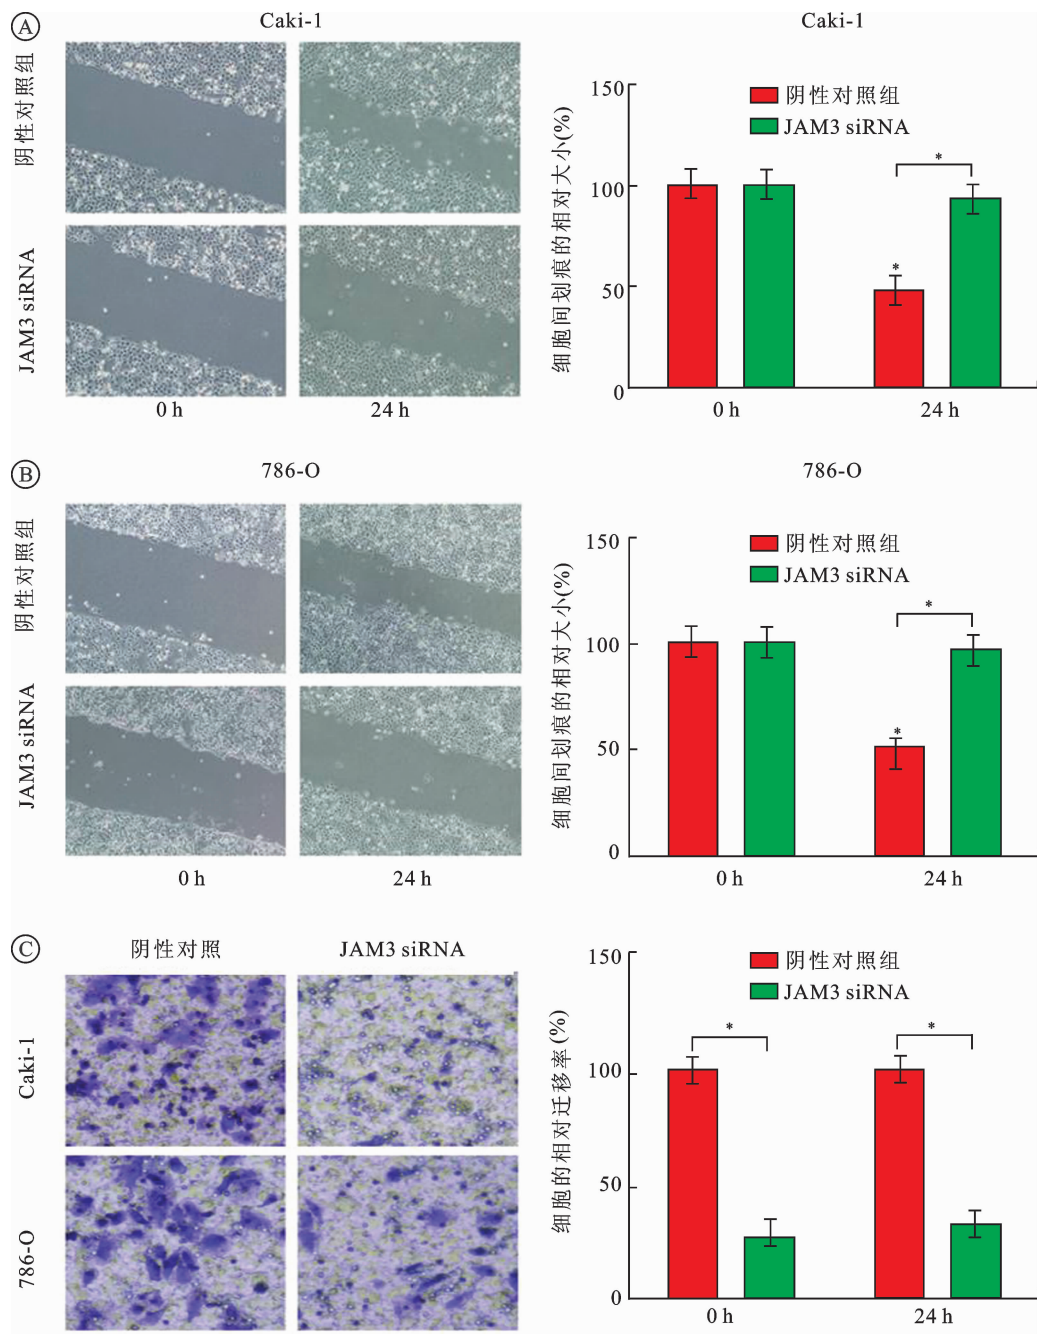 A
Caki-1
Caki-1
阴性对照组
JAM3 siRNA
0 h
24 h
细胞间划痕的相对大小(%)
150
100
50
0
阴性对照组
JAM3 siRNA
*
*
0 h
24 h
B
786-O
786-O
阴性对照组
JAM3 siRNA
0 h
24 h
细胞间划痕的相对大小(%)
150
100
50
0
阴性对照组
JAM3 siRNA
*
*
0 h
24 h
C
阴性对照
JAM3 siRNA
Caki-1
786-O
细胞的相对迁移率(%)
150
100
50
0
阴性对照组
JAM3 siRNA
*
*
0 h
24 h